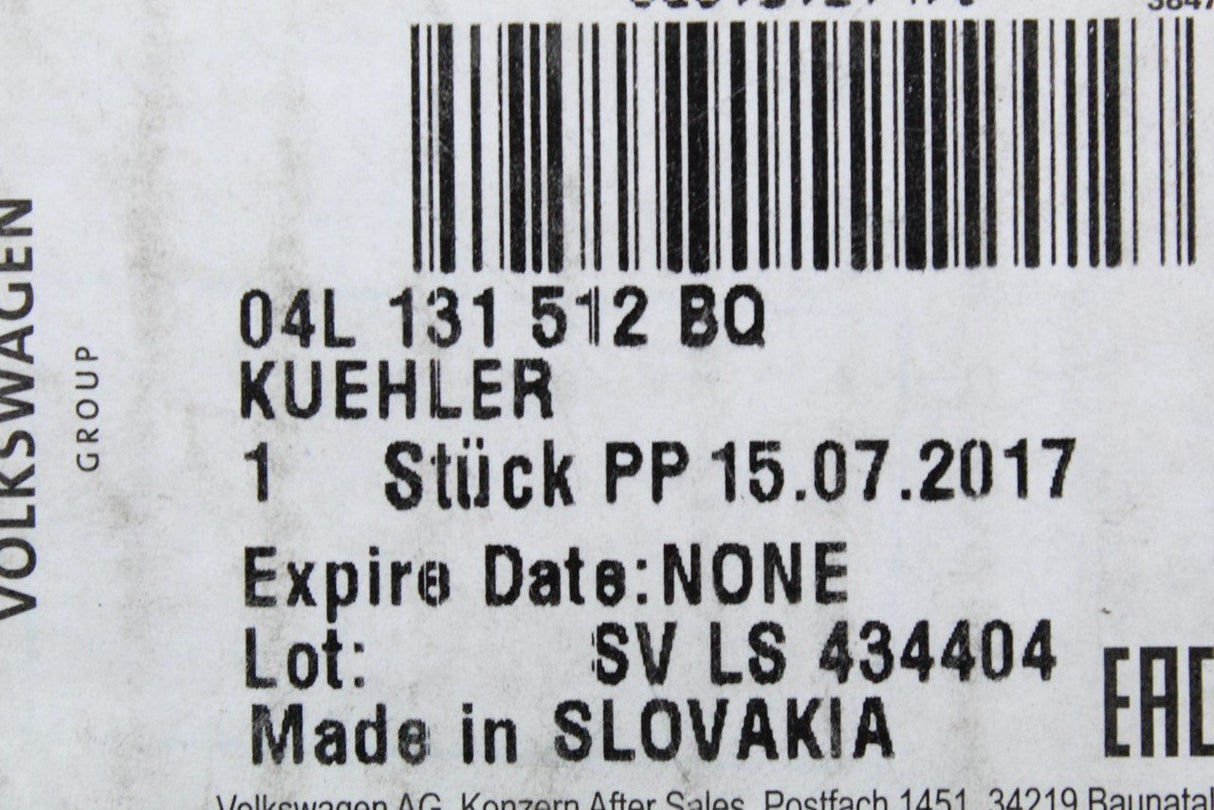 VOLKSWAGEN
GROUP
04L 131 512 BQ
KUEHLER
1 Stück PP 15.07.2017
Expire Date:NONE
Lot: SV LS 434404
Made in SLOVAKIA
EAC
Volkswagen AG, Konzern After Sales, Postfach 1451, 34219 Baunatal